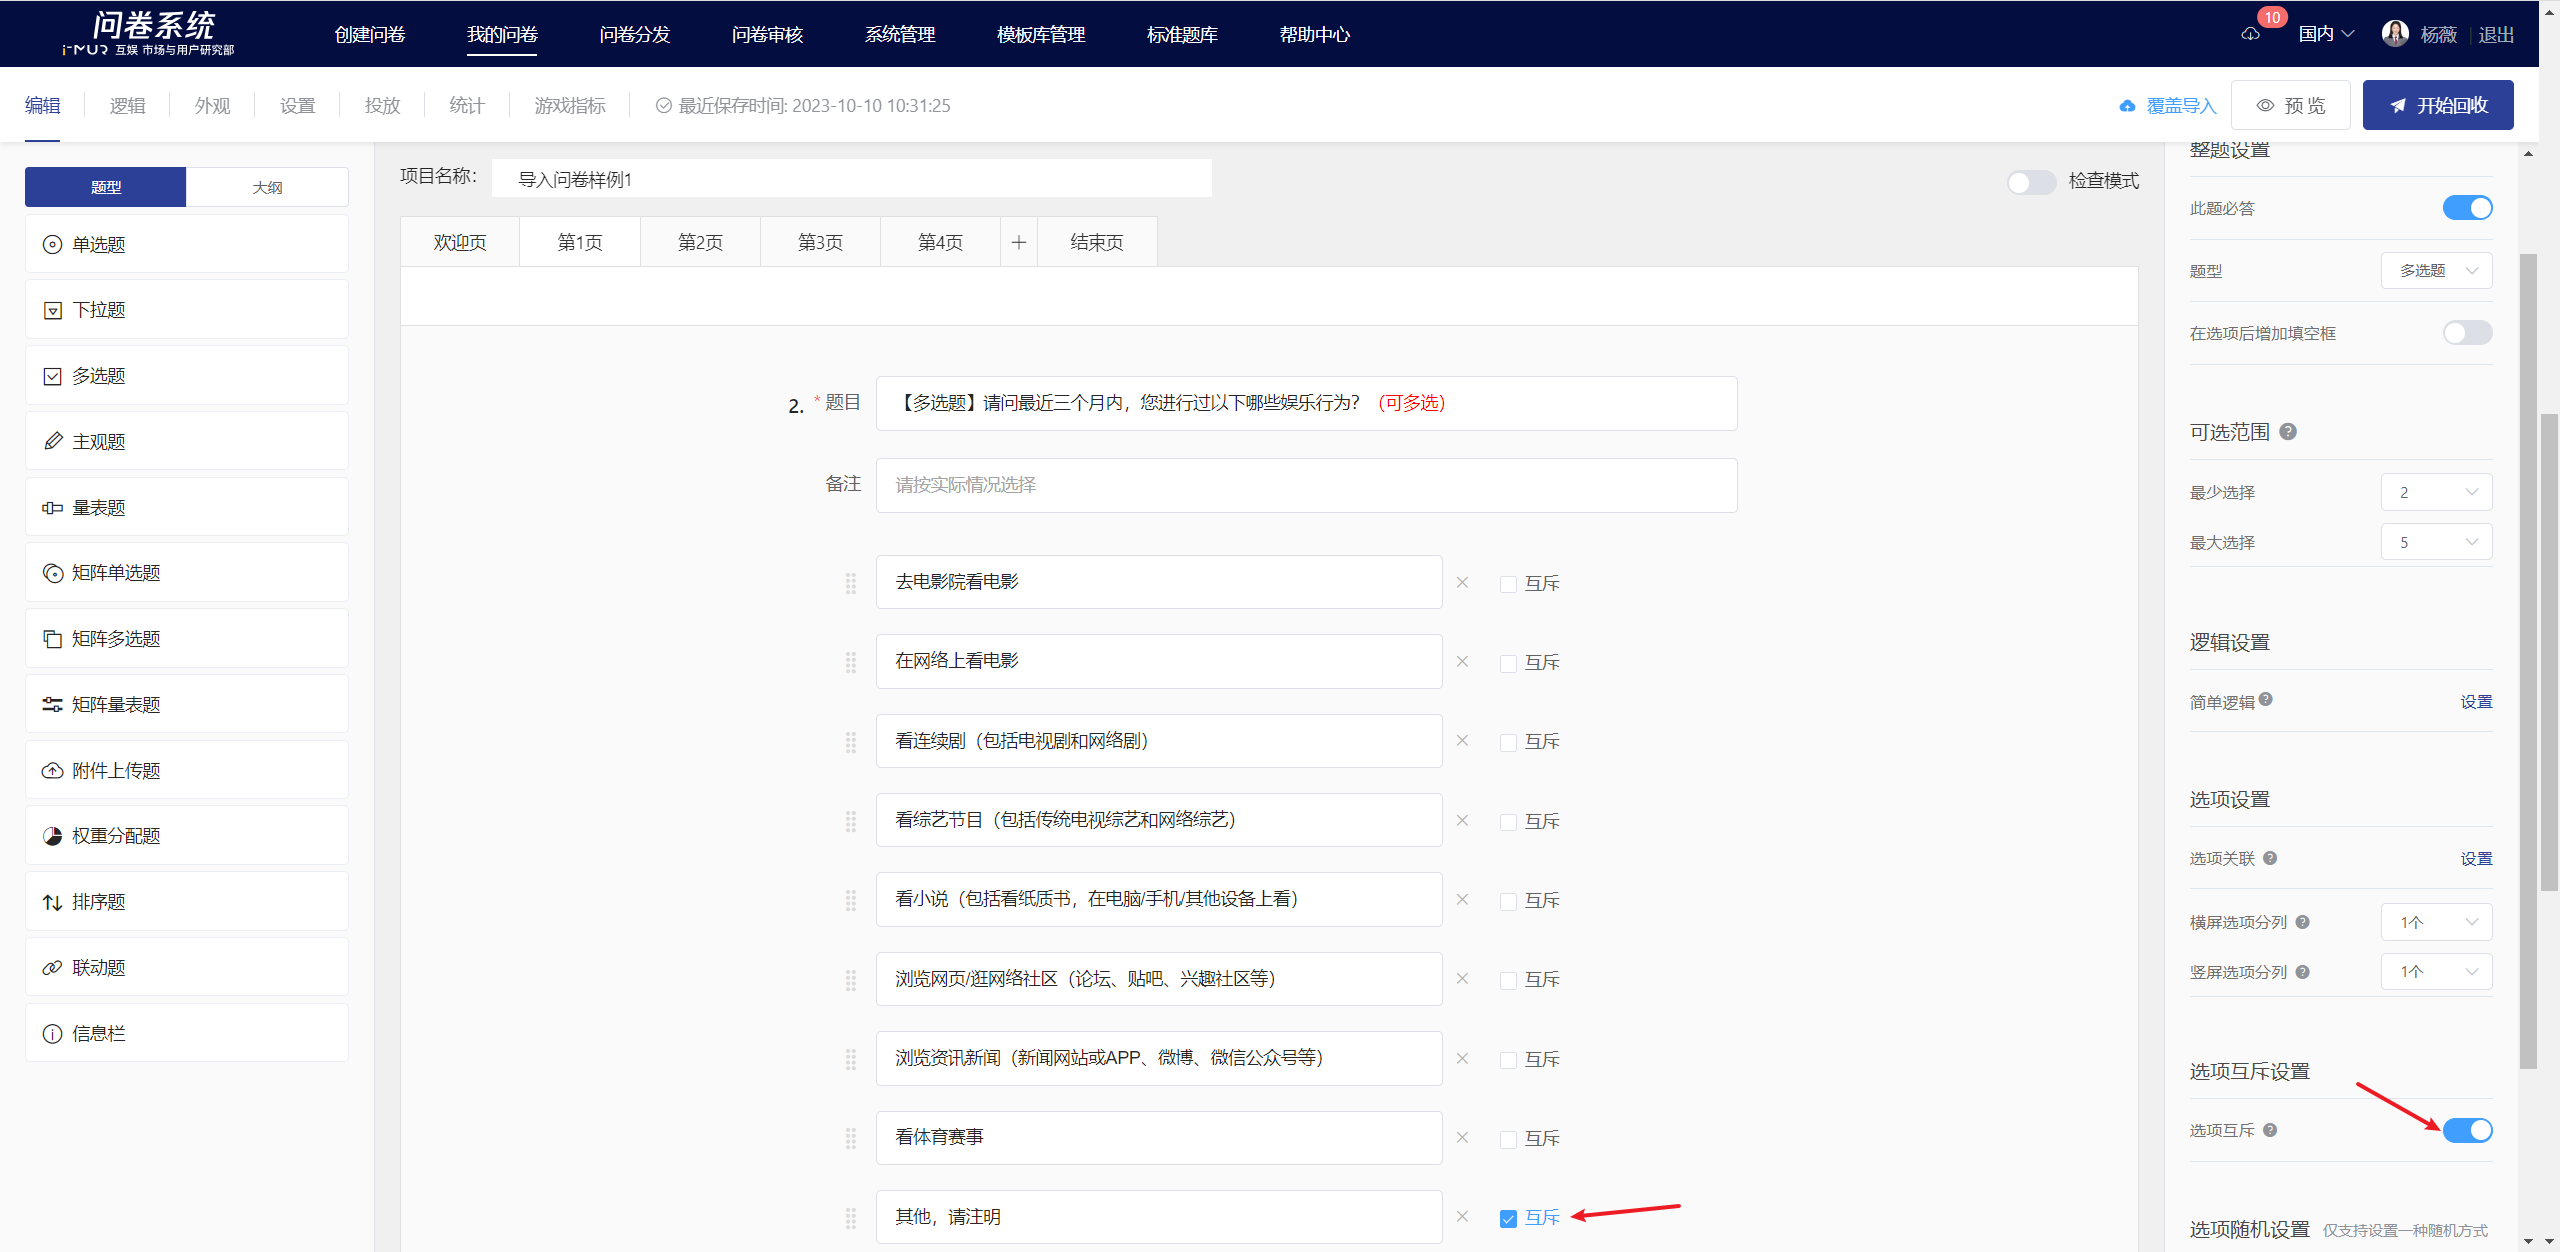 问卷系统
i-MUR 互娱 市场与用户研究部
创建问卷 我的问卷 问卷分发 问卷审核 系统管理 模板库管理 标准题库 帮助中心
10
国内 杨薇 退出
编辑 逻辑 外观 设置 投放 统计 游戏指标 最近保存时间: 2023-10-10 10:31:25
覆盖导入 预 览 开始回收
题型 大纲
单选题
下拉题
多选题
主观题
量表题
矩阵单选题
矩阵多选题
矩阵量表题
附件上传题
权重分配题
排序题
联动题
信息栏
项目名称: 导入问卷样例1
检查模式
欢迎页 第1页 第2页 第3页 第4页 + 结束页
2. * 题目 【多选题】请问最近三个月内，您进行过以下哪些娱乐行为？（可多选）
备注 请按实际情况选择
去电影院看电影 互斥
在网络上看电影 互斥
看连续剧（包括电视剧和网络剧） 互斥
看综艺节目（包括传统电视综艺和网络综艺） 互斥
看小说（包括看纸质书，在电脑/手机/其他设备上看） 互斥
浏览网页/逛网络社区（论坛、贴吧、兴趣社区等） 互斥
浏览资讯新闻（新闻网站或APP、微博、微信公众号等） 互斥
看体育赛事 互斥
其他，请注明 互斥
整题设置
此题必答
题型 多选题
在选项后增加填空框
可选范围
最少选择 2
最大选择 5
逻辑设置
简单逻辑 设置
选项设置
选项关联 设置
横屏选项分列 1个
竖屏选项分列 1个
选项互斥设置
选项互斥
选项随机设置 仅支持设置一种随机方式